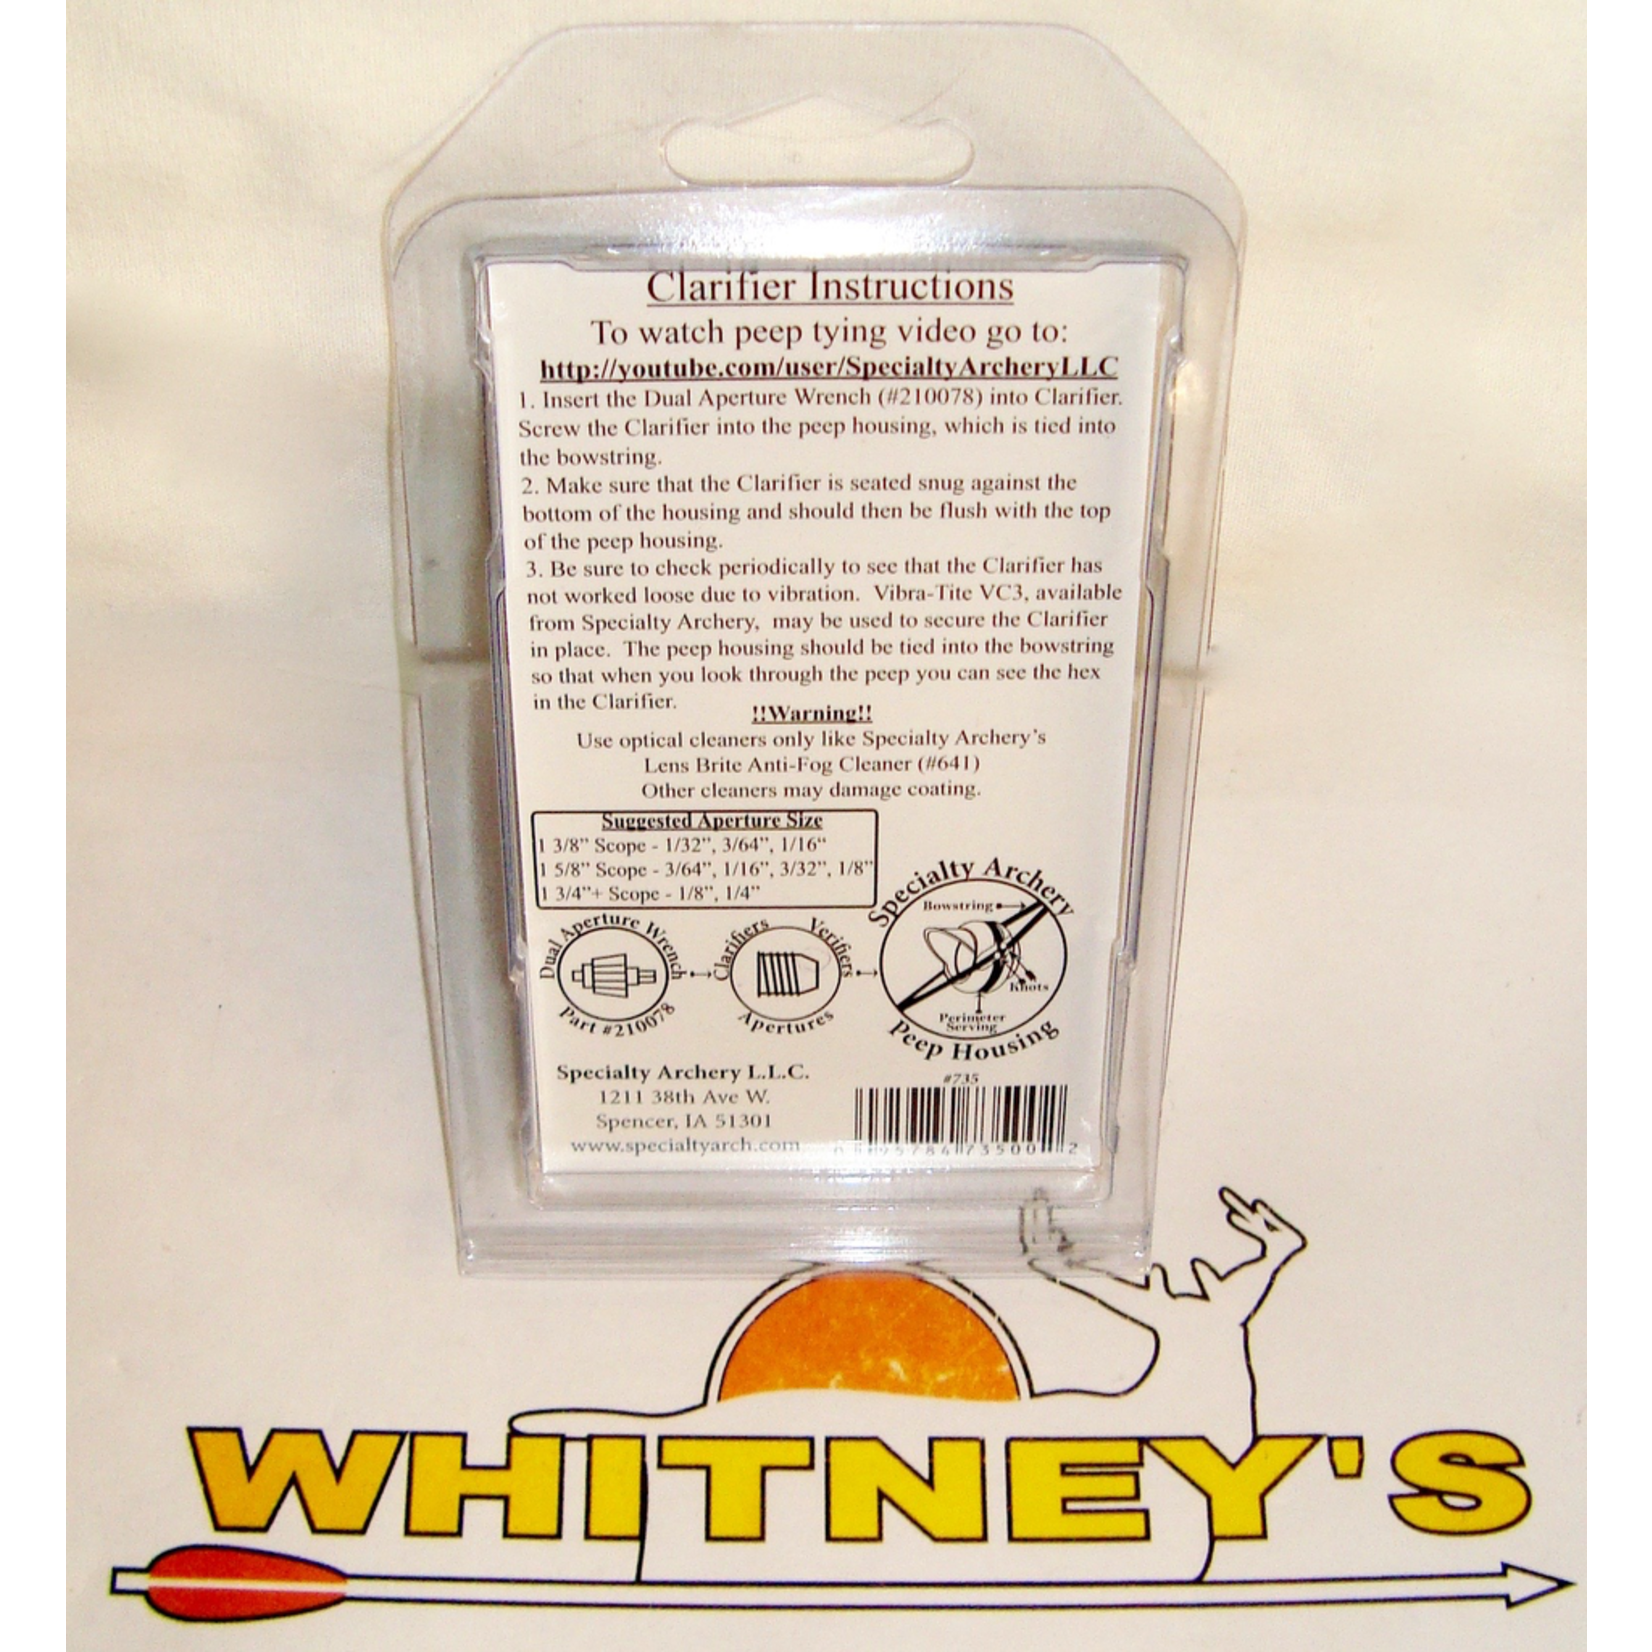 Clarifier Instructions
To watch peep tying video go to:
http://youtube.com/user/SpecialtyArcheryLLC
1. Insert the Dual Aperture Wrench (#210078) into Clarifier.
Screw the Clarifier into the peep housing, which is tied into
the bowstring.
2. Make sure that the Clarifier is seated snug against the
bottom of the housing and should then be flush with the top
of the peep housing.
3. Be sure to check periodically to see that the Clarifier has
not worked loose due to vibration. Vibra-Tite VC3, available
from Specialty Archery, may be used to secure the Clarifier
in place. The peep housing should be tied into the bowstring
so that when you look through the peep you can see the hex
in the Clarifier.
!!Warning!!
Use optical cleaners only like Specialty Archery's
Lens Brite Anti-Fog Cleaner (#641)
Other cleaners may damage coating.
Suggested Aperture Size
1 3/8" Scope - 1/32", 3/64", 1/16"
1 5/8" Scope - 3/64", 1/16", 3/32", 1/8"
1 3/4"+ Scope - 1/8", 1/4"
Dual Aperture Wrench
Part #210078
Clarifiers
Verifiers
Apertures
Specialty Archery
Bowstring
Knots
Perimeter
Serving
Peep Housing
Specialty Archery L.L.C.
1211 38th Ave W.
Spencer, IA 51301
www.specialtyarch.com
#735
WHITNEY'S